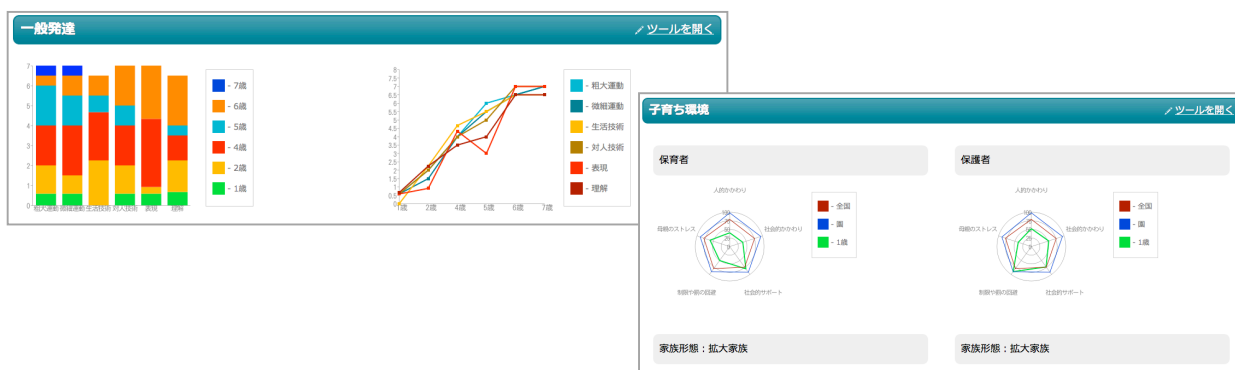 一般発達
ツールを開く
7
6
5
4
3
2
1
粗大運動 微細運動 生活技術 対人技術 表現 理解
- 7歳
- 6歳
- 5歳
- 4歳
- 2歳
- 1歳
8
7.5
7
6.5
6
5.5
5
4.5
4
3.5
3
2.5
2
1.5
1
0.5
0
1歳 2歳 4歳 5歳 6歳 7歳
- 粗大運動
- 微細運動
- 生活技術
- 対人技術
- 表現
- 理解
子育ち環境
ツールを開く
保育者
人的かかわり
社会的かかわり
社会的サポート
制限や罰の回避
母親のストレス
100
75
50
25
0
- 全国
- 園
- 1歳
家族形態：拡大家族
保護者
人的かかわり
社会的かかわり
社会的サポート
制限や罰の回避
母親のストレス
100
75
50
25
0
- 全国
- 園
- 1歳
家族形態：拡大家族